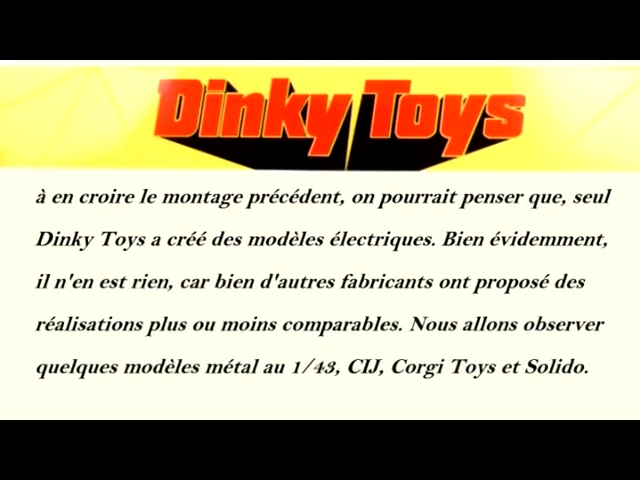 Dinky Toys
à en croire le montage précédent, on pourrait penser que, seul
Dinky Toys a créé des modèles électriques. Bien évidemment,
il n'en est rien, car bien d'autres fabricants ont proposé des
réalisations plus ou moins comparables. Nous allons observer
quelques modèles métal au 1/43, CIJ, Corgi Toys et Solido.